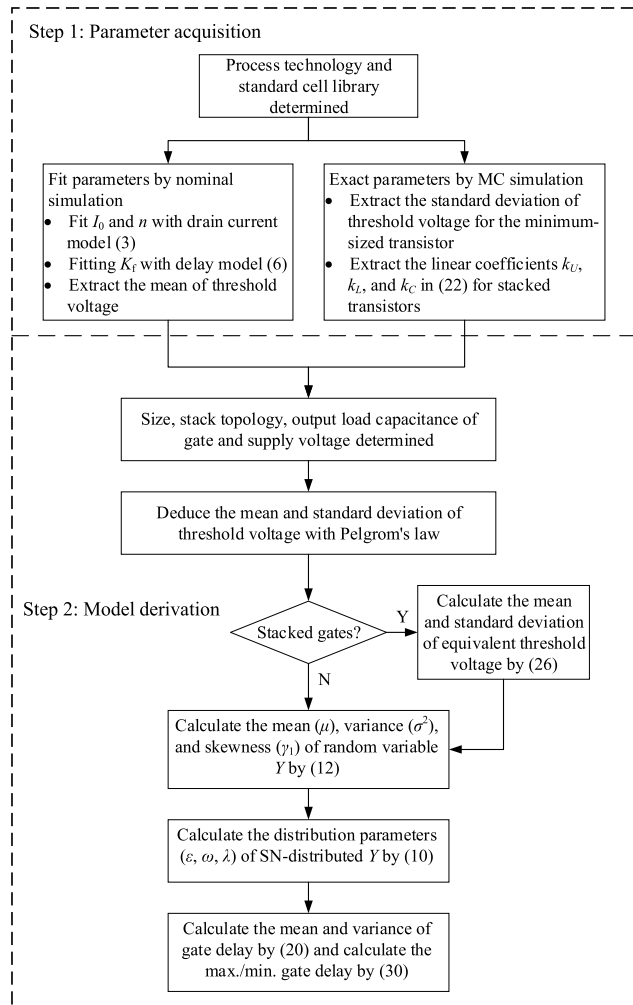 Step 1: Parameter acquisition
Process technology and
standard cell library
determined
Fit parameters by nominal
simulation
• Fit I₀ and n with drain current
model (3)
• Fitting K_f with delay model (6)
• Extract the mean of threshold
voltage
Exact parameters by MC simulation
• Extract the standard deviation of
threshold voltage for the minimum-
sized transistor
• Extract the linear coefficients k_U,
k_L, and k_C in (22) for stacked
transistors
Size, stack topology, output load capacitance of
gate and supply voltage determined
Deduce the mean and standard deviation of
threshold voltage with Pelgrom's law
Step 2: Model derivation
Stacked gates?
Y
N
Calculate the mean
and standard deviation
of equivalent threshold
voltage by (26)
Calculate the mean (μ), variance (σ²),
and skewness (γ₁) of random variable
Y by (12)
Calculate the distribution parameters
(ε, ω, λ) of SN-distributed Y by (10)
Calculate the mean and variance of
gate delay by (20) and calculate the
max./min. gate delay by (30)